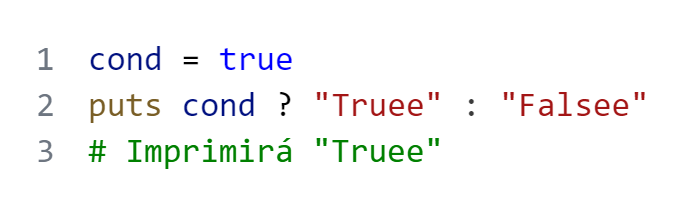 1 cond = true
2 puts cond ? "Truee" : "Falsee"
3 # Imprimirá "Truee"